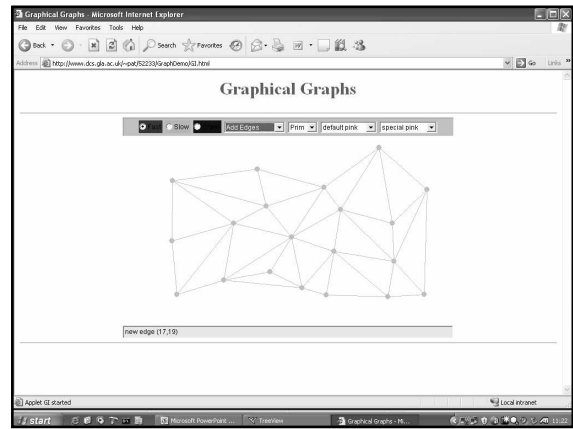 Graphical Graphs - Microsoft Internet Explorer
File Edit View Favorites Tools Help
Back Search Favorites
Address http://www.dcs.gla.ac.uk/~pat/52233/GraphDemo/GI.html Go Links »
Graphical Graphs
Slow Add Edges Prim default pink special pink
new edge (17,19)
Applet GI started Local intranet
start Microsoft PowerPoint ... TreeView Graphical Graphs - Mi... 11:22